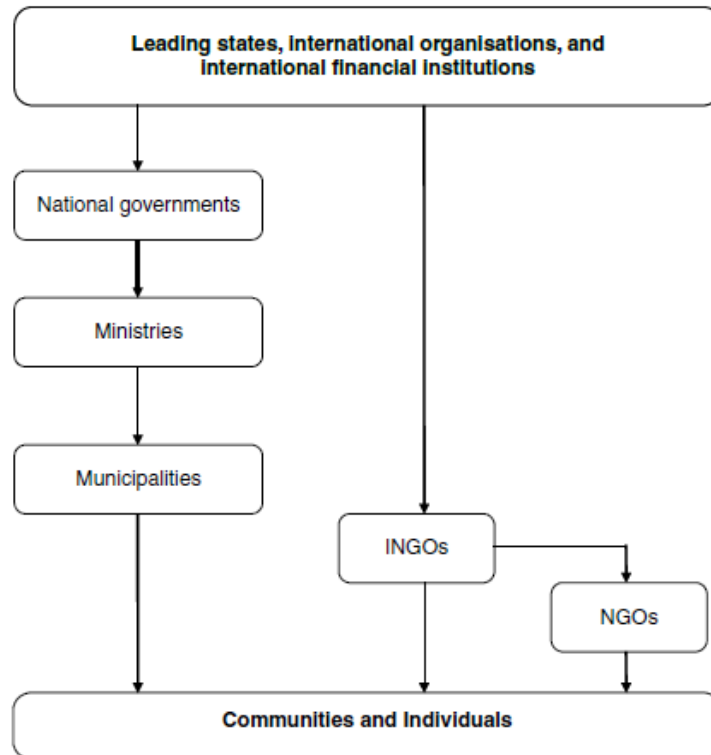 Leading states, international organisations, and
international financial institutions
National governments
Ministries
Municipalities
INGOs
NGOs
Communities and Individuals